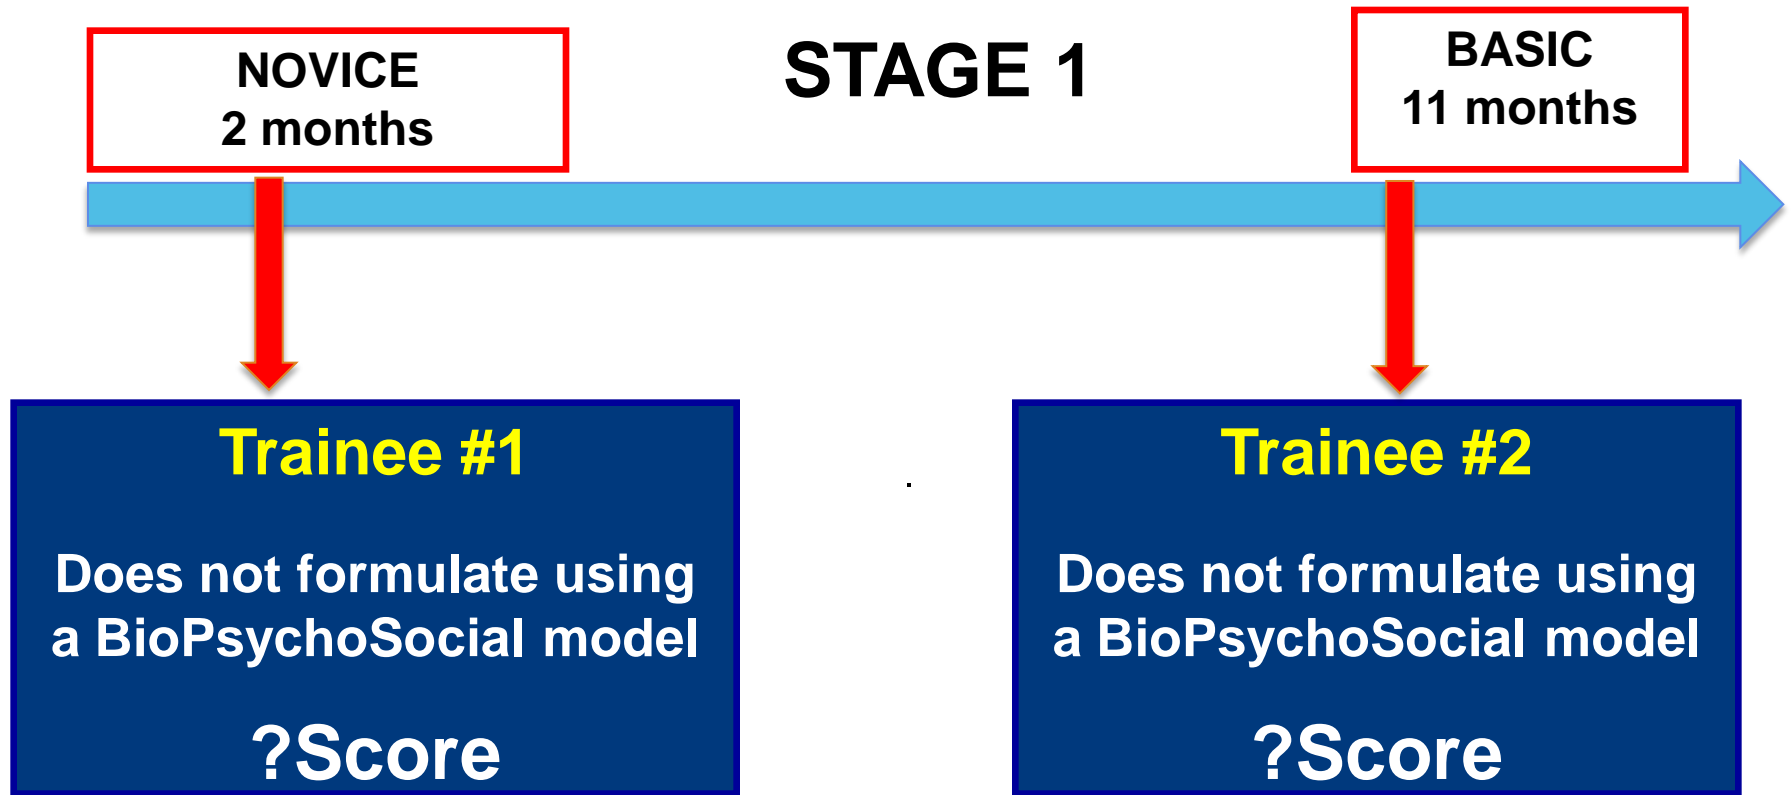 NOVICE
2 months
STAGE 1
BASIC
11 months
Trainee #1
Does not formulate using
a BioPsychoSocial model
?Score
.
Trainee #2
Does not formulate using
a BioPsychoSocial model
?Score